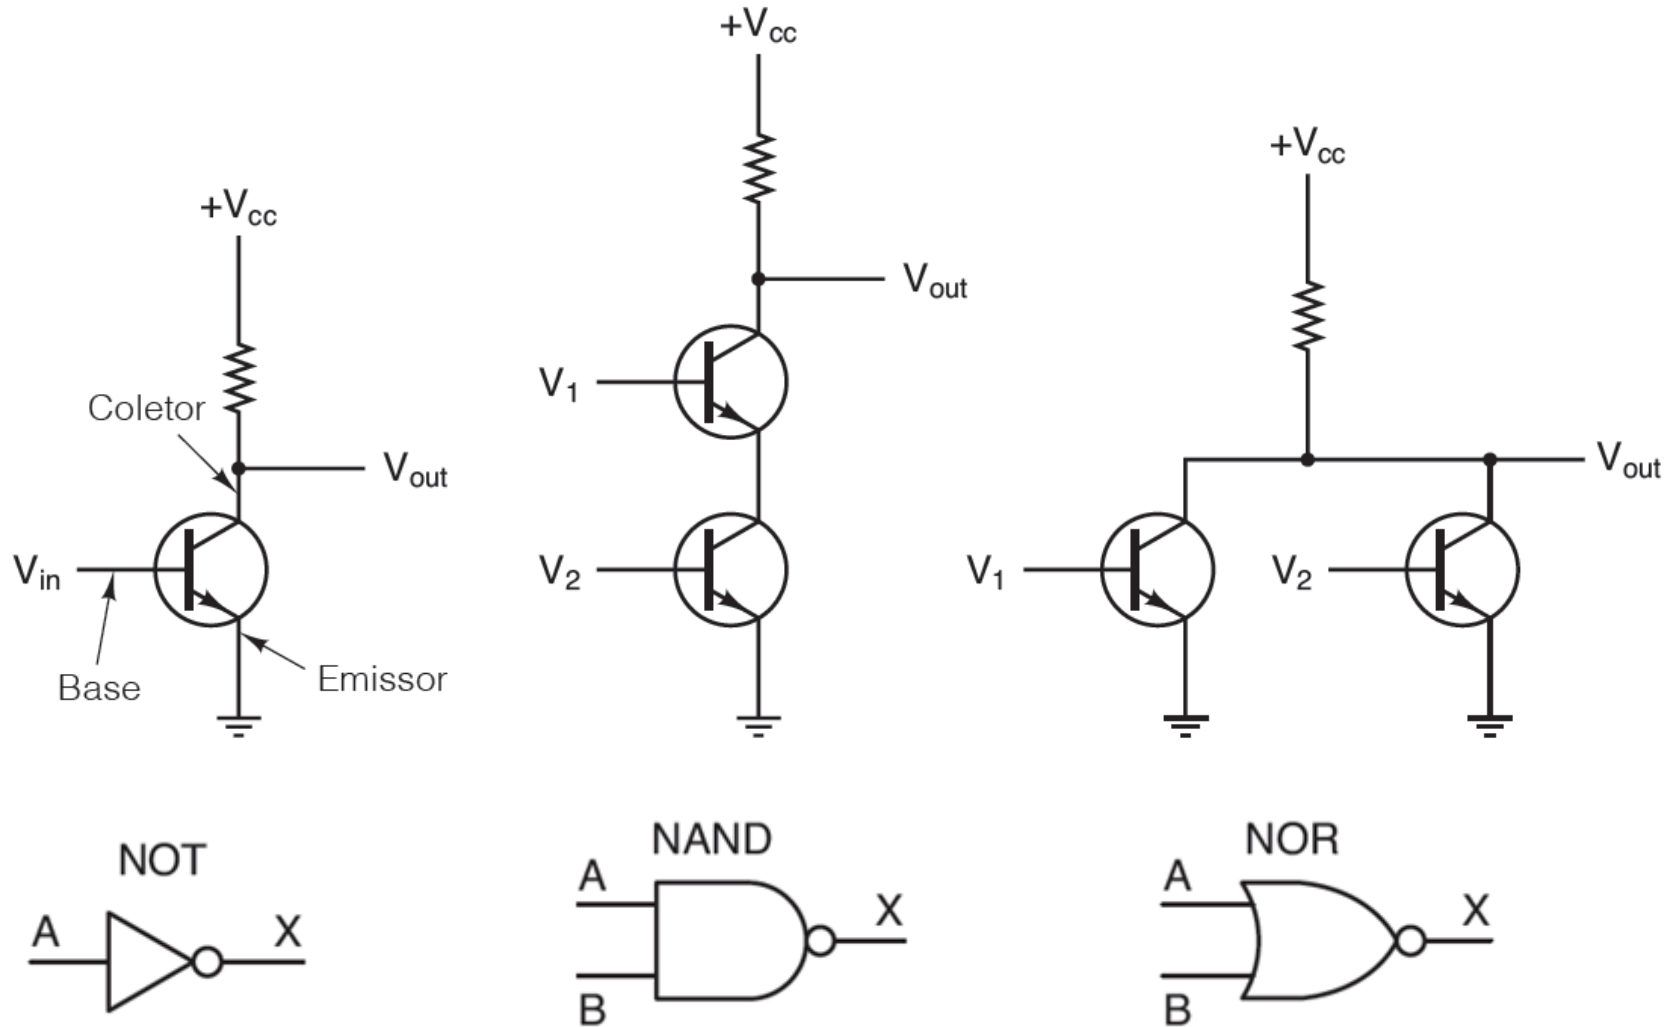 +Vcc
Coletor
Vout
Vin
Base
Emissor
+Vcc
Vout
V1
V2
+Vcc
Vout
V1
V2
NOT
A
X
NAND
A
X
B
NOR
A
X
B